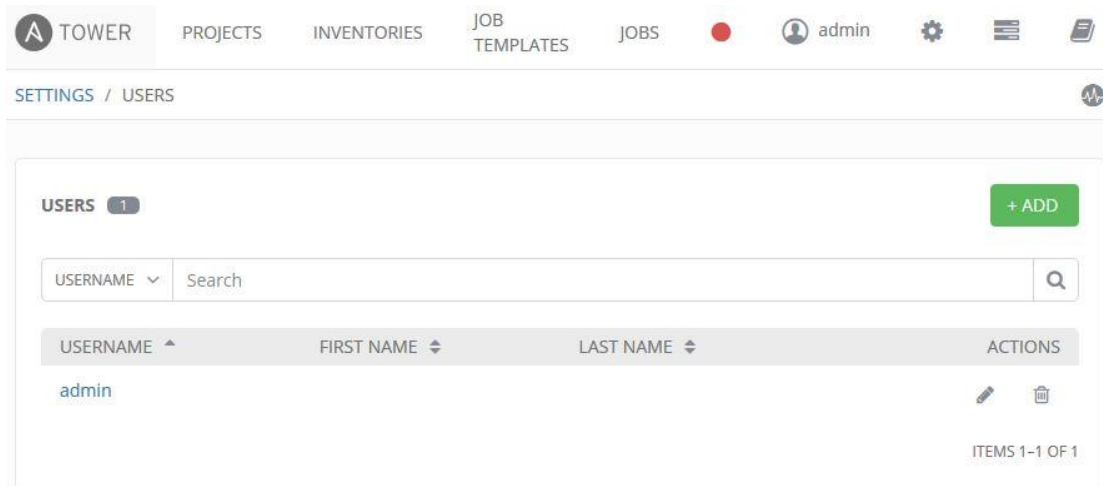 A TOWER PROJECTS INVENTORIES JOB TEMPLATES JOBS admin
SETTINGS / USERS
USERS 1 + ADD
USERNAME Search
USERNAME FIRST NAME LAST NAME ACTIONS
admin
ITEMS 1–1 OF 1